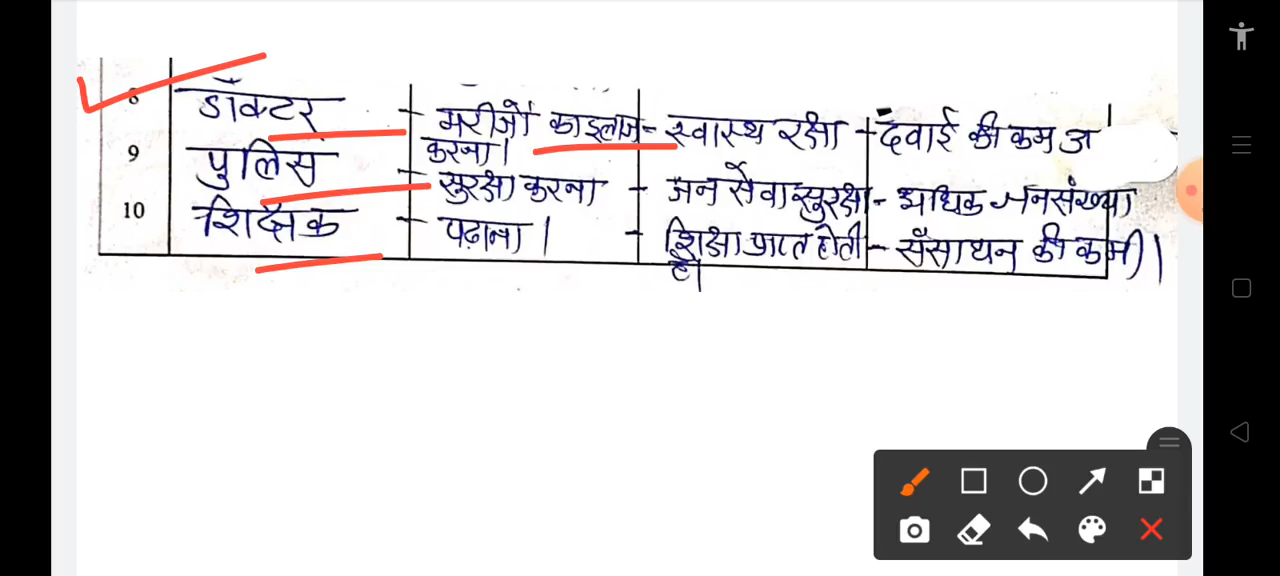 8 डॉक्टर - मरीजों का इलाज - स्वास्थ रक्षा - दवाई की कम
करना।
9 पुलिस - सुरक्षा करना - जन सेवा सुरक्षा - अधिक जनसंख्या
10 शिक्षक - पढ़ाना। - शिक्षा प्राप्त होती - संसाधन की कमी।
है।